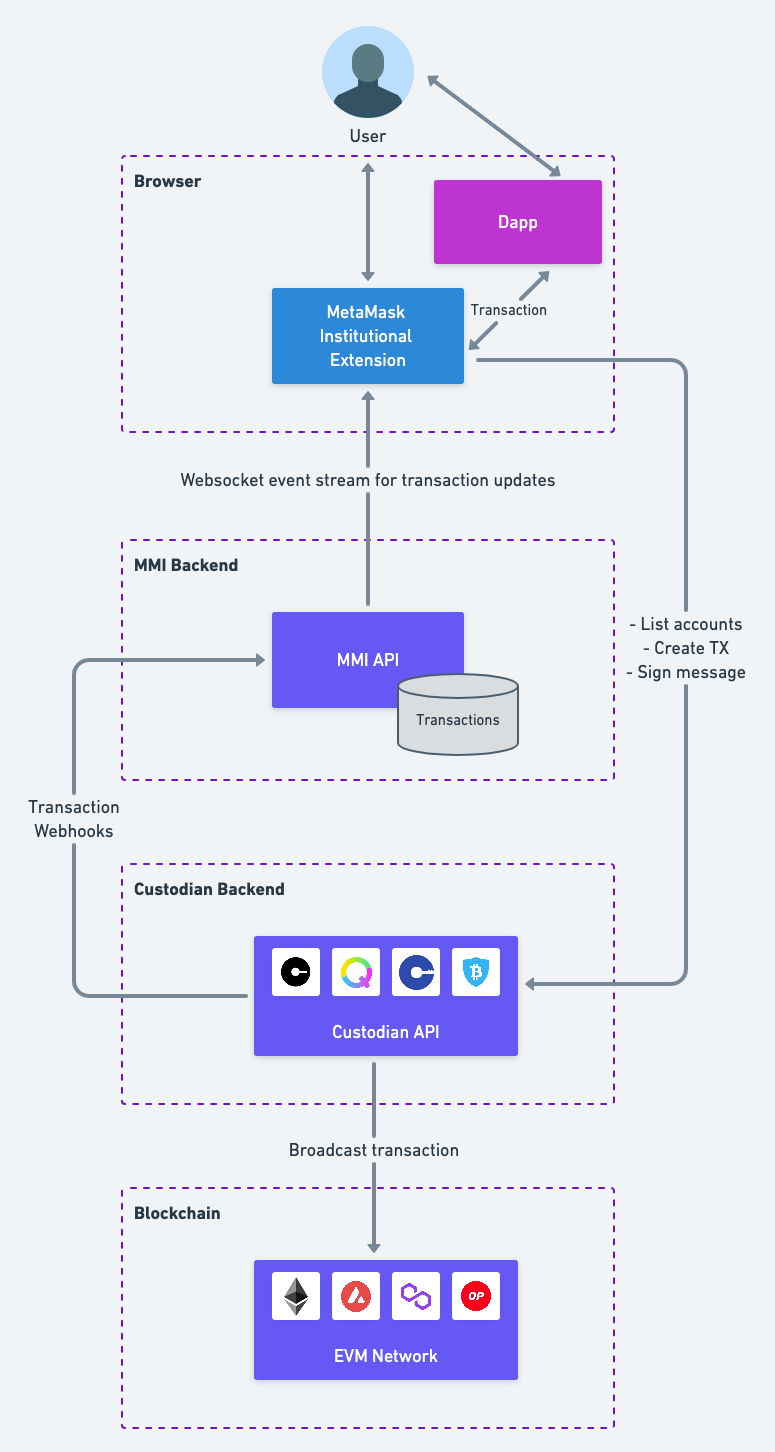 User
Browser
Dapp
Transaction
MetaMask
Institutional
Extension
Websocket event stream for transaction updates
MMI Backend
- List accounts
- Create TX
- Sign message
MMI API
Transactions
Transaction
Webhooks
Custodian Backend
Custodian API
Broadcast transaction
Blockchain
OP
EVM Network